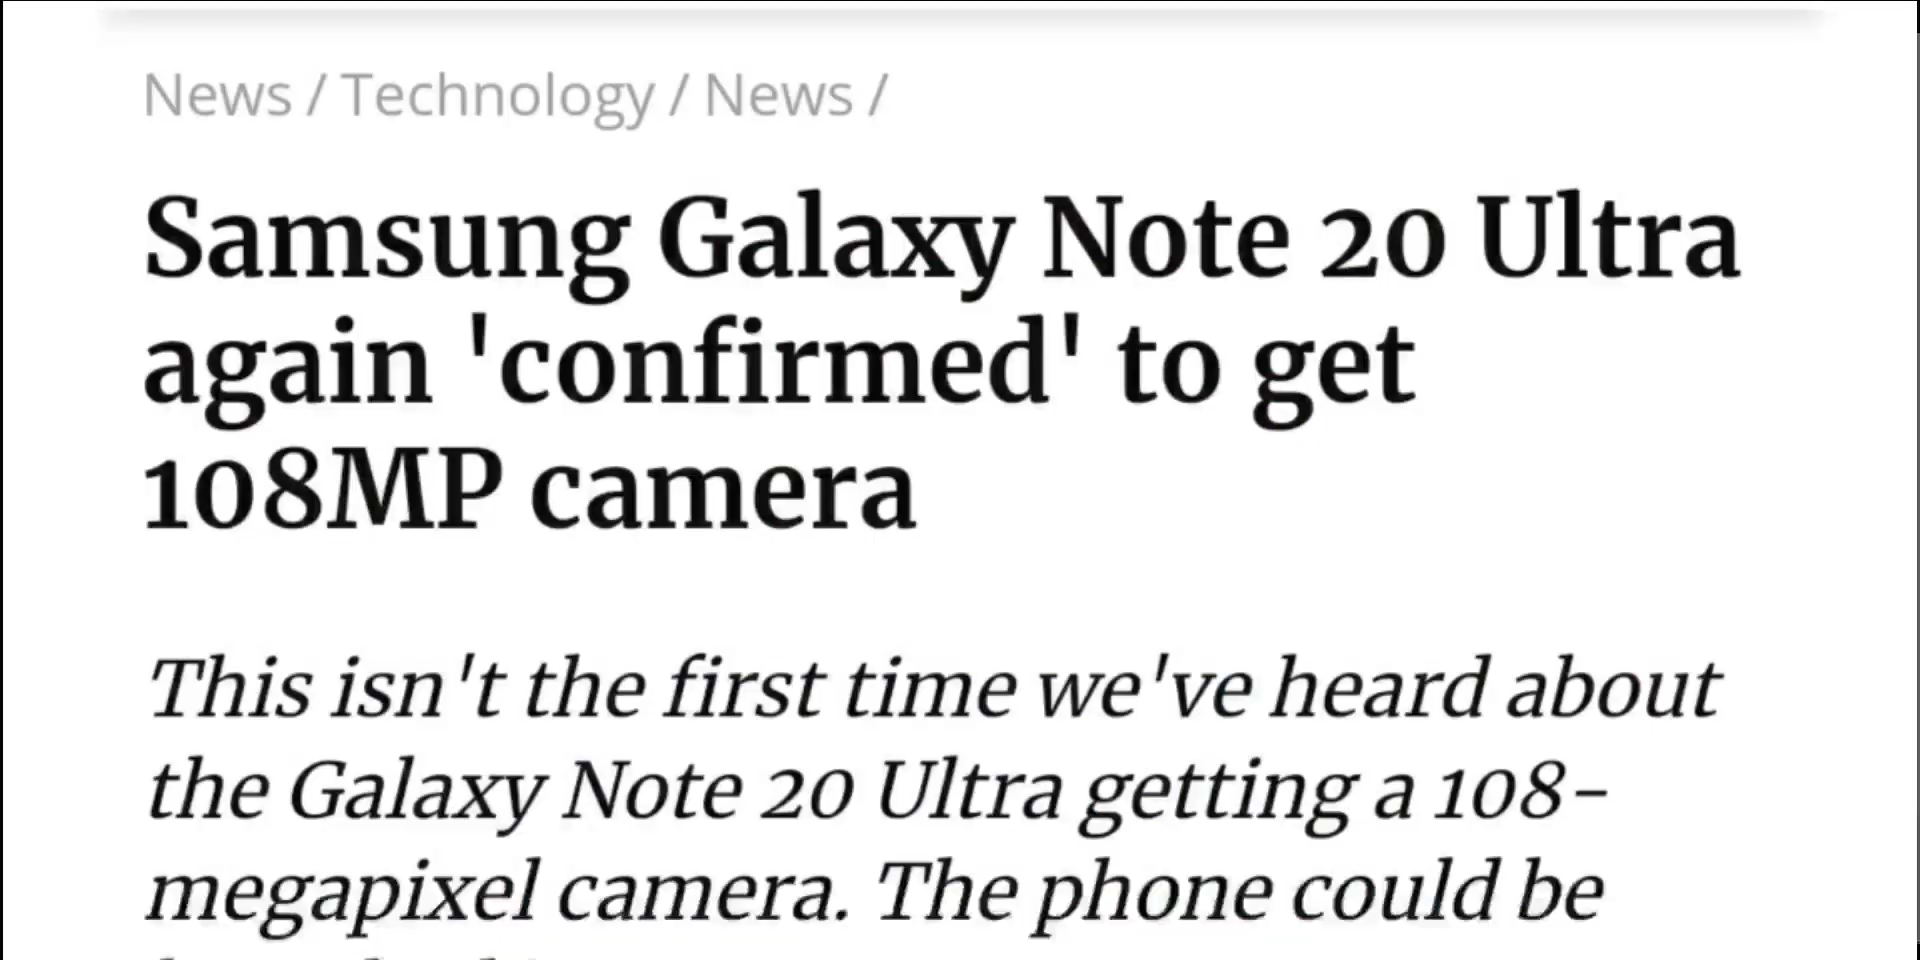 News / Technology / News /
Samsung Galaxy Note 20 Ultra
again 'confirmed' to get
108MP camera
This isn't the first time we've heard about
the Galaxy Note 20 Ultra getting a 108-
megapixel camera. The phone could be